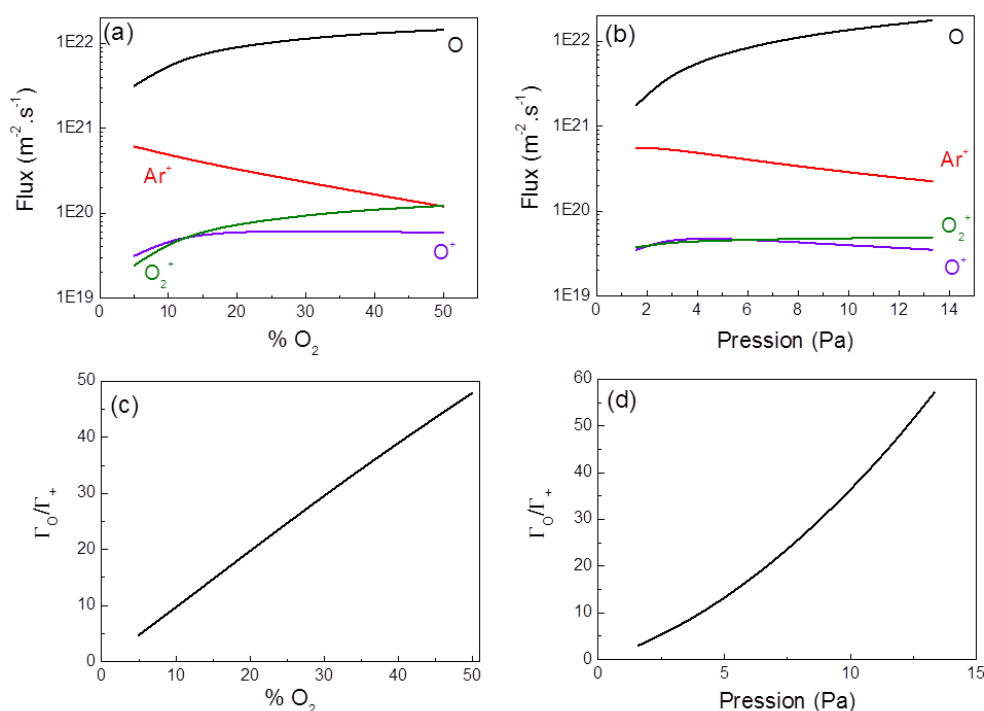 (a)
1E22
1E21
1E20
1E19
Flux (m⁻².s⁻¹)
O
Ar⁺
O₂⁺
O⁺
0 10 20 30 40 50
% O₂
(b)
1E22
1E21
1E20
1E19
Flux (m⁻².s⁻¹)
O
Ar⁺
O₂⁺
O⁺
0 2 4 6 8 10 12 14
Pression (Pa)
(c)
50
40
30
20
10
0
Γ_O/Γ₊
0 10 20 30 40 50
% O₂
(d)
60
50
40
30
20
10
0
Γ_O/Γ₊
0 5 10 15
Pression (Pa)